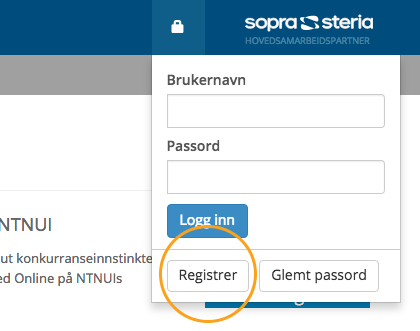 sopra steria
HOVEDSAMARBEIDSPARTNER
Brukernavn
Passord
Logg inn
NTNUI
ut konkurranseinnstinkte
ed Online på NTNUIs
Registrer
Glemt passord